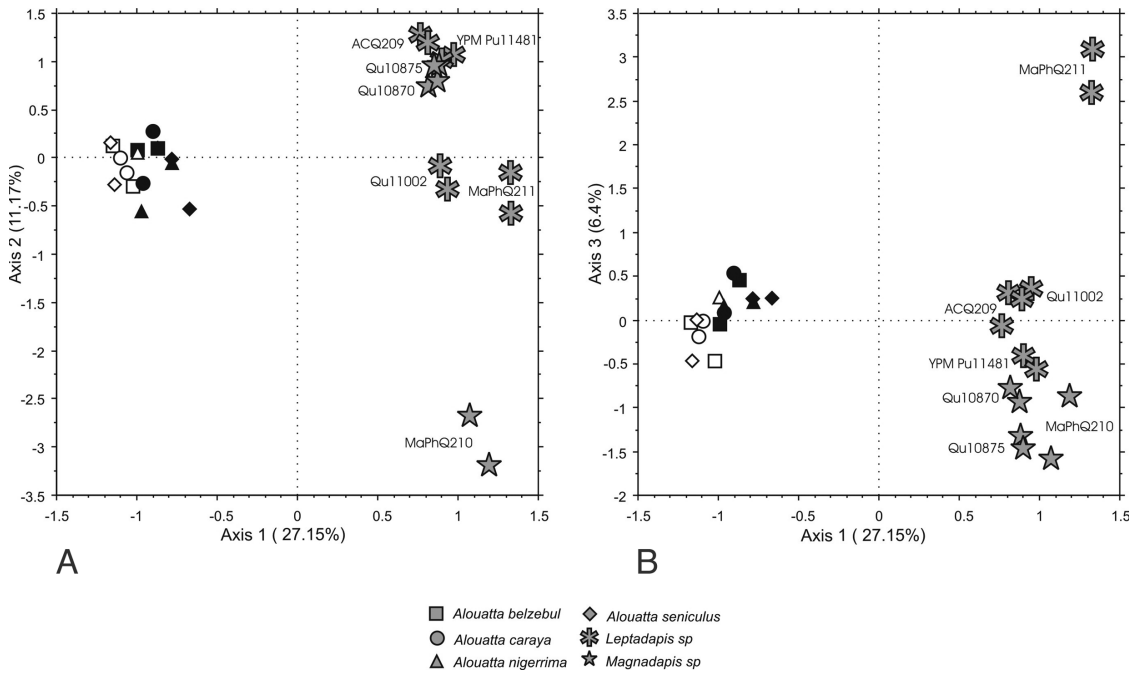 1.5
1
0.5
0
-0.5
-1
-1.5
-2
-2.5
-3
-3.5
Axis 2 (11.17%)
ACQ209
YPM Pu11481
Qu10875
Qu10870
Qu11002
MaPhQ211
MaPhQ210
-1.5 -1 -0.5 0 0.5 1 1.5
Axis 1 ( 27.15%)
A
3.5
3
2.5
2
1.5
1
0.5
0
-0.5
-1
-1.5
-2
Axis 3 (6.4%)
MaPhQ211
Qu11002
ACQ209
YPM Pu11481
Qu10870
MaPhQ210
Qu10875
-1.5 -1 -0.5 0 0.5 1 1.5
Axis 1 ( 27.15%)
B
Alouatta belzebul
Alouatta caraya
Alouatta nigerrima
Alouatta seniculus
Leptadapis sp
Magnadapis sp